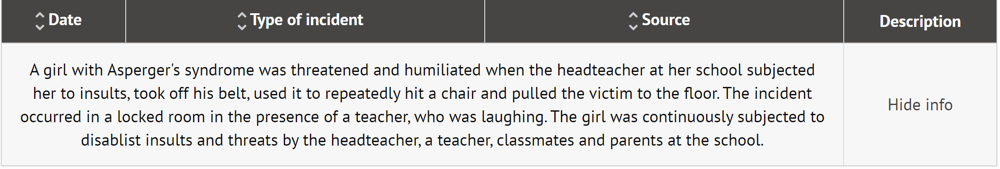 Date Type of incident Source Description
A girl with Asperger's syndrome was threatened and humiliated when the headteacher at her school subjected
her to insults, took off his belt, used it to repeatedly hit a chair and pulled the victim to the floor. The incident
occurred in a locked room in the presence of a teacher, who was laughing. The girl was continuously subjected to
disablist insults and threats by the headteacher, a teacher, classmates and parents at the school.
Hide info